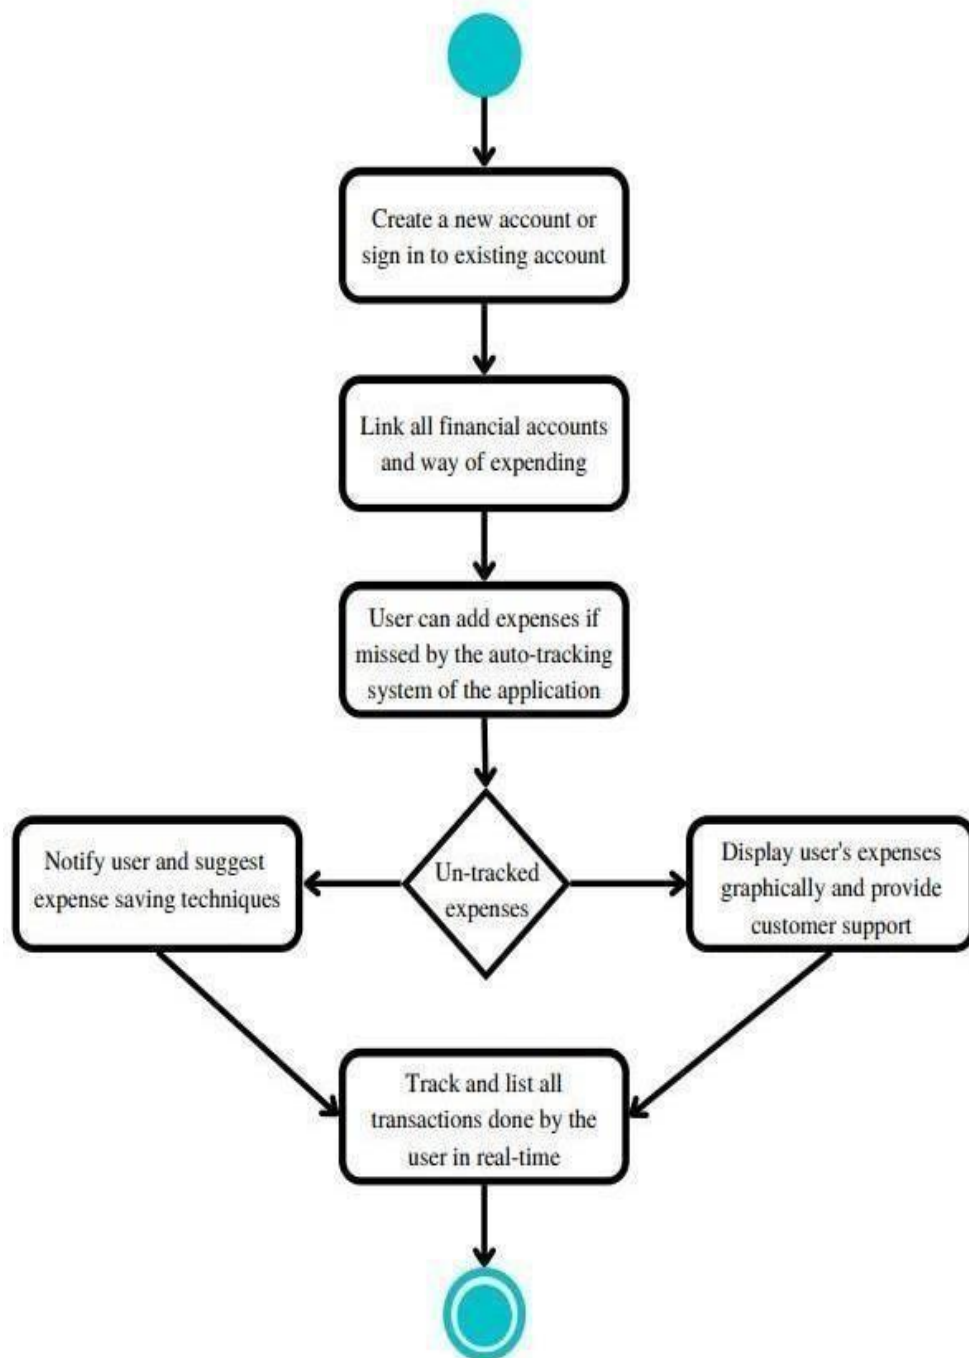 Create a new account or
sign in to existing account
Link all financial accounts
and way of expending
User can add expenses if
missed by the auto-tracking
system of the application
Notify user and suggest
expense saving techniques
Un-tracked
expenses
Display user's expenses
graphically and provide
customer support
Track and list all
transactions done by the
user in real-time